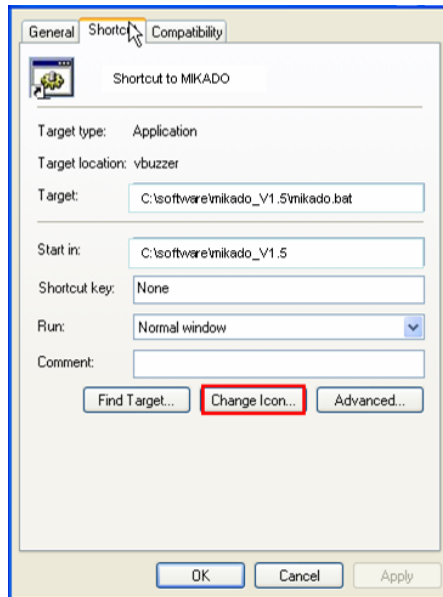 General Shortcut Compatibility
Shortcut to MIKADO
Target type: Application
Target location: vbuzzer
Target: C:\software\mikado_V1.5\mikado.bat
Start in: C:\software\mikado_V1.5
Shortcut key: None
Run: Normal window
Comment:
Find Target... Change Icon... Advanced...
OK Cancel Apply